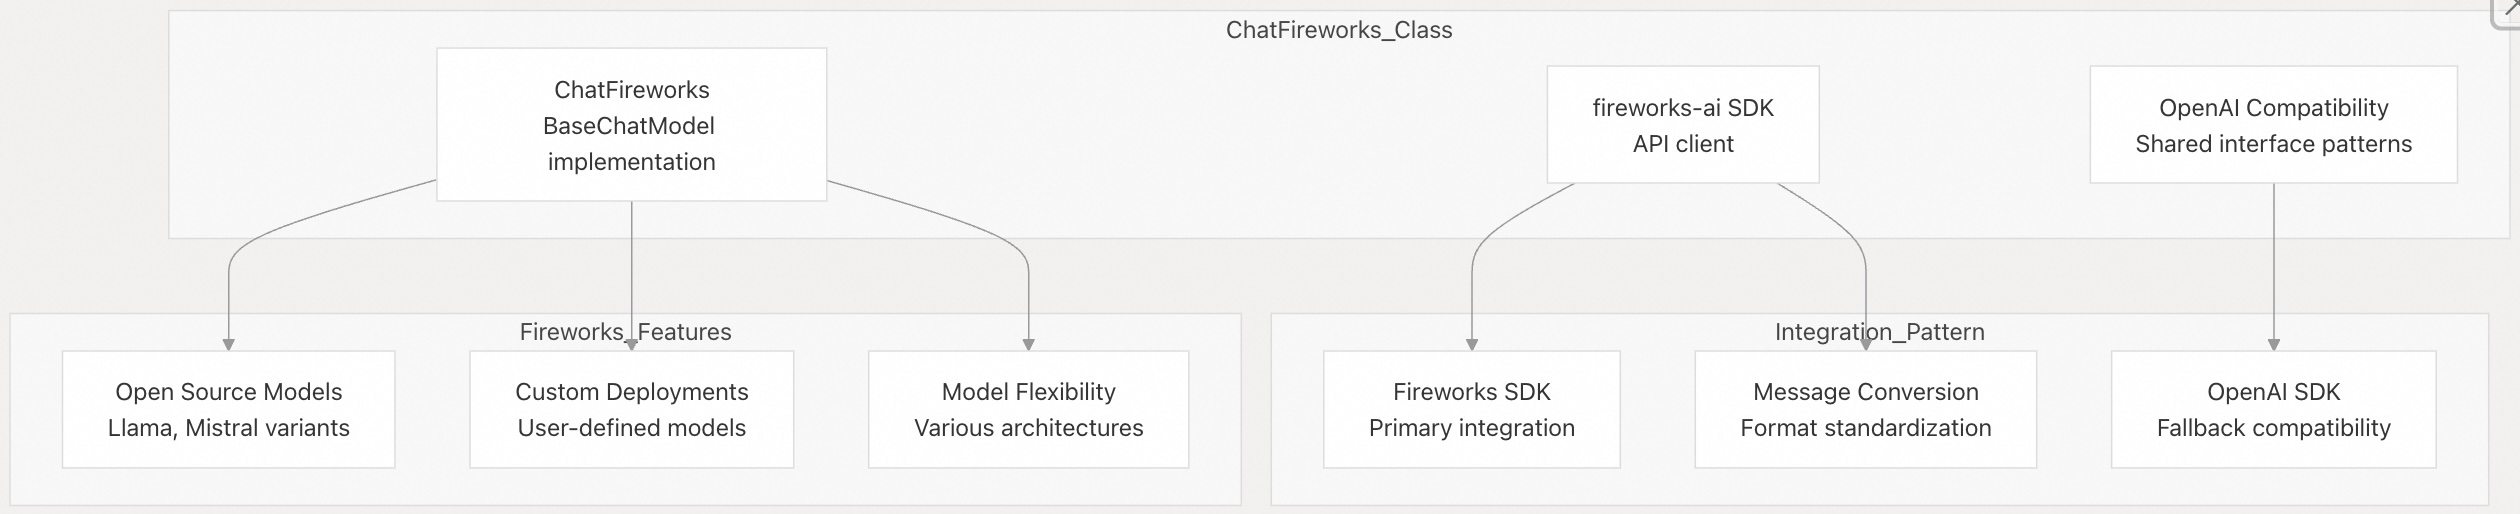 ChatFireworks_Class
ChatFireworks
BaseChatModel
implementation
fireworks-ai SDK
API client
OpenAI Compatibility
Shared interface patterns
Fireworks_Features
Open Source Models
Llama, Mistral variants
Custom Deployments
User-defined models
Model Flexibility
Various architectures
Integration_Pattern
Fireworks SDK
Primary integration
Message Conversion
Format standardization
OpenAI SDK
Fallback compatibility